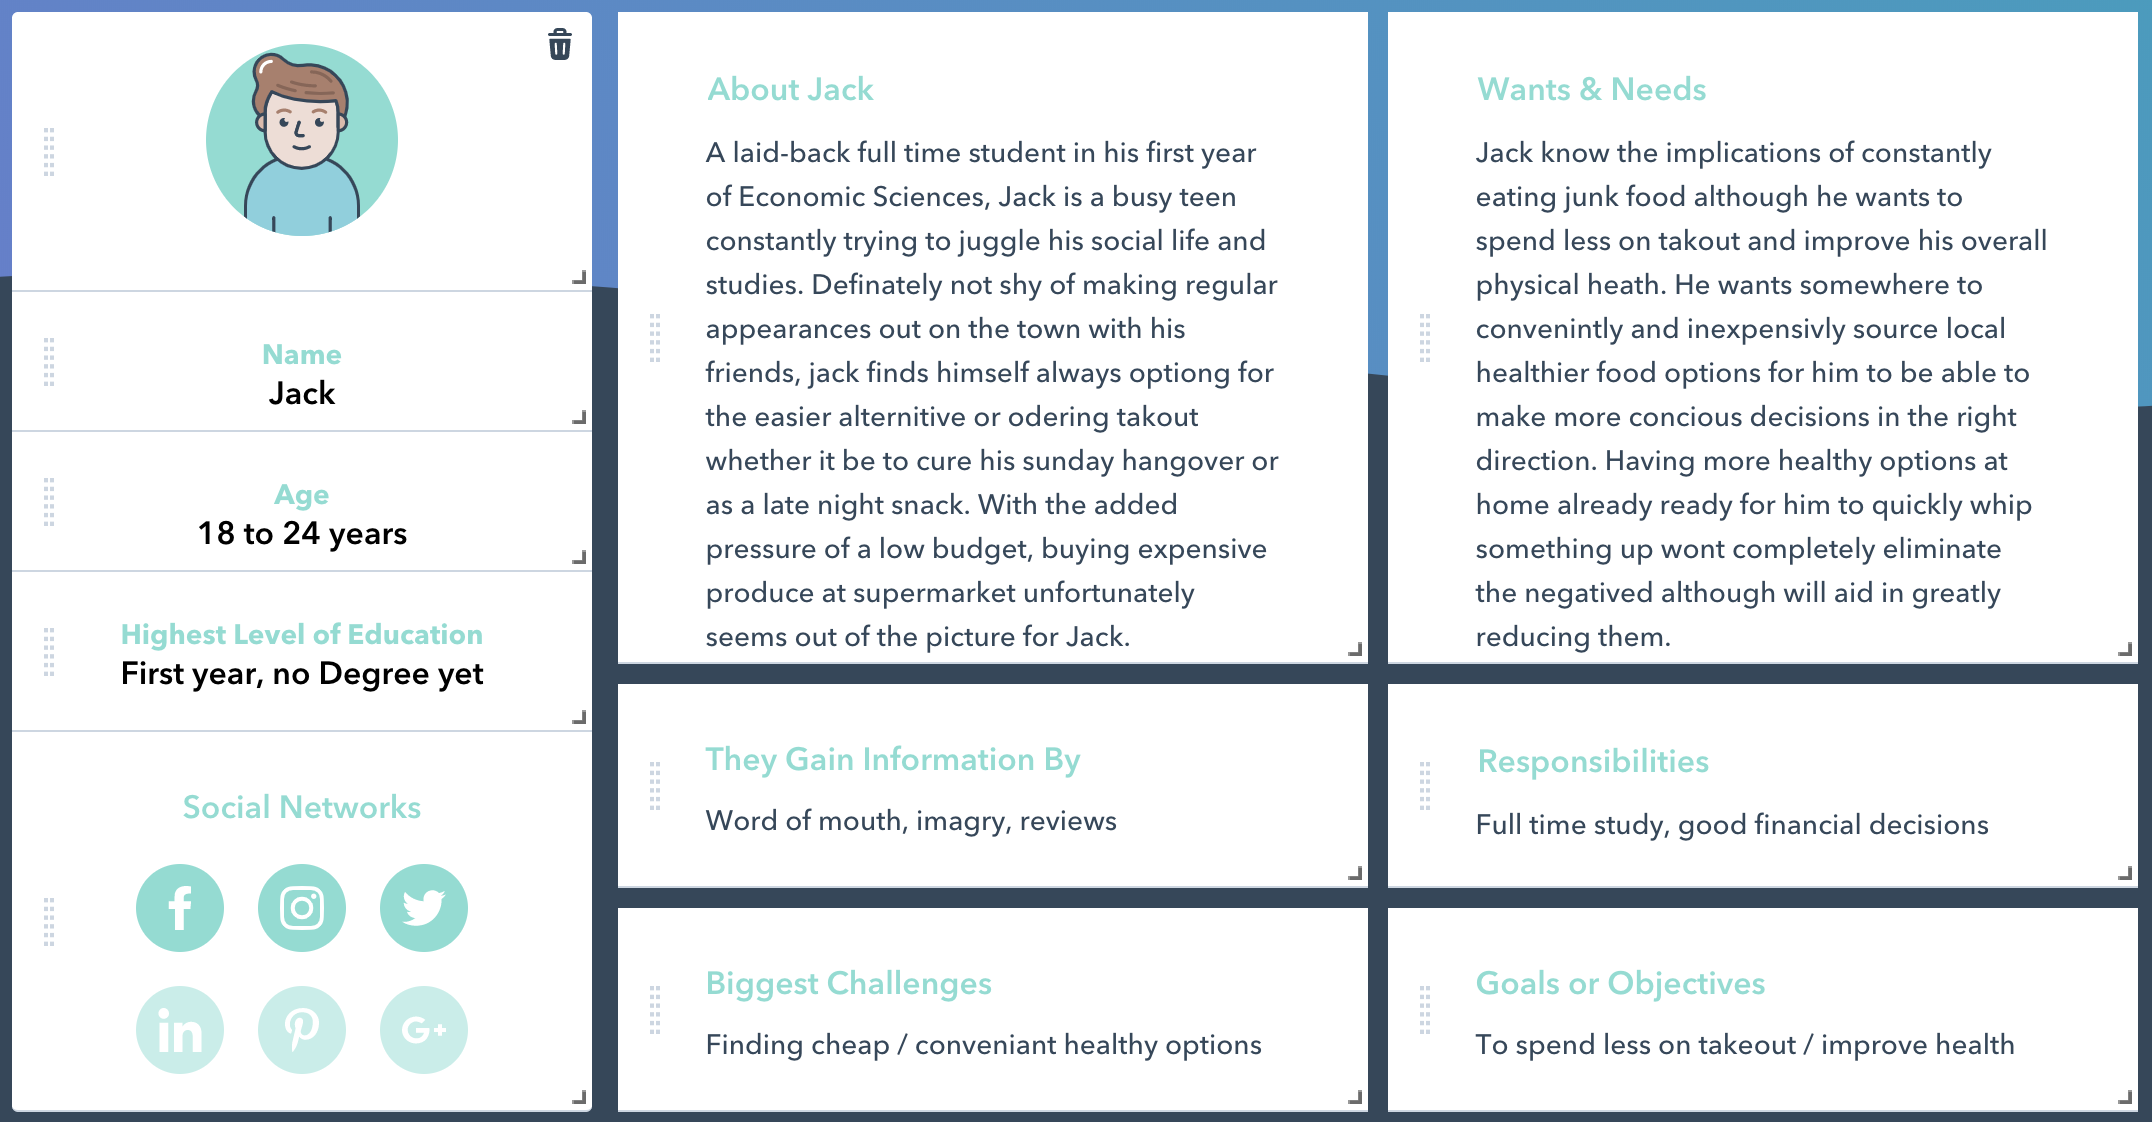 Name
Jack
Age
18 to 24 years
Highest Level of Education
First year, no Degree yet
Social Networks
f
in
G+
About Jack
A laid-back full time student in his first year
of Economic Sciences, Jack is a busy teen
constantly trying to juggle his social life and
studies. Definately not shy of making regular
appearances out on the town with his
friends, jack finds himself always optiong for
the easier alternitive or odering takout
whether it be to cure his sunday hangover or
as a late night snack. With the added
pressure of a low budget, buying expensive
produce at supermarket unfortunately
seems out of the picture for Jack.
Wants & Needs
Jack know the implications of constantly
eating junk food although he wants to
spend less on takout and improve his overall
physical heath. He wants somewhere to
convenintly and inexpensivly source local
healthier food options for him to be able to
make more concious decisions in the right
direction. Having more healthy options at
home already ready for him to quickly whip
something up wont completely eliminate
the negatived although will aid in greatly
reducing them.
They Gain Information By
Word of mouth, imagry, reviews
Responsibilities
Full time study, good financial decisions
Biggest Challenges
Finding cheap / conveniant healthy options
Goals or Objectives
To spend less on takeout / improve health